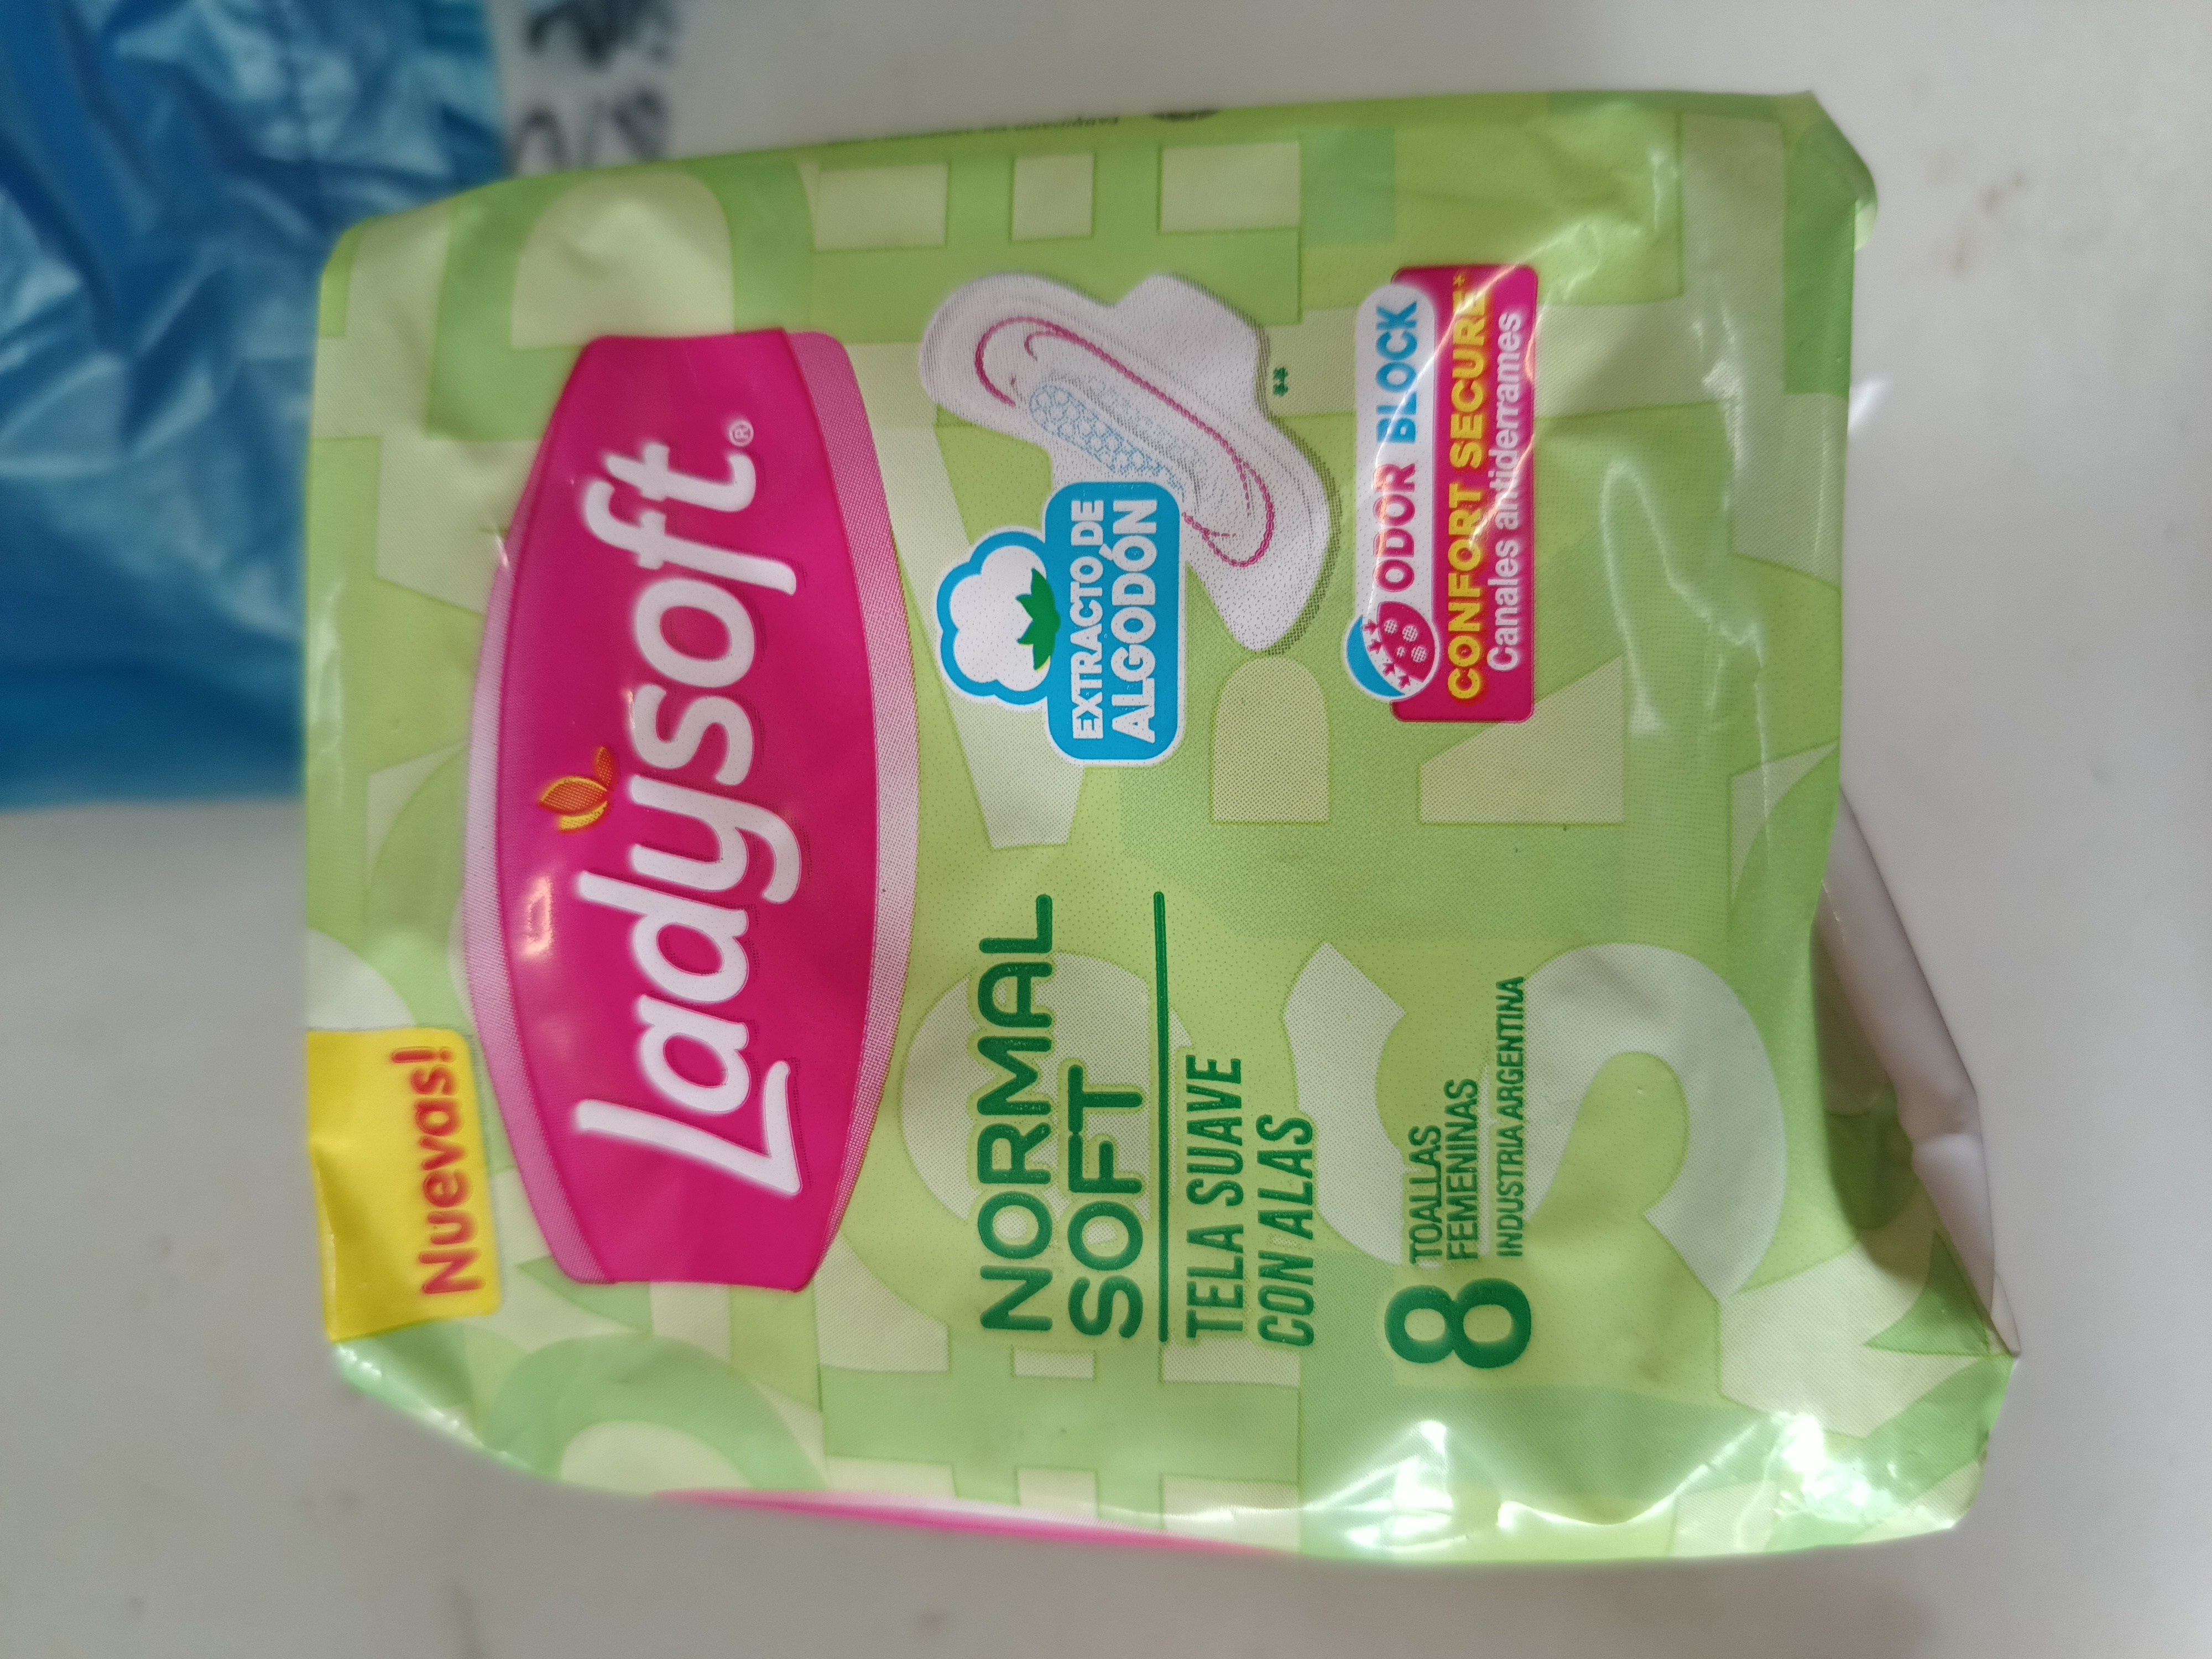 Nuevas!
Ladysoft®
NORMAL
SOFT
TELA SUAVE
CON ALAS
EXTRACTO DE
ALGODÓN
**
8 TOALLAS
FEMENINAS
INDUSTRIA ARGENTINA
ODOR BLOCK
CONFORT SECURE*
Canales antiderrames